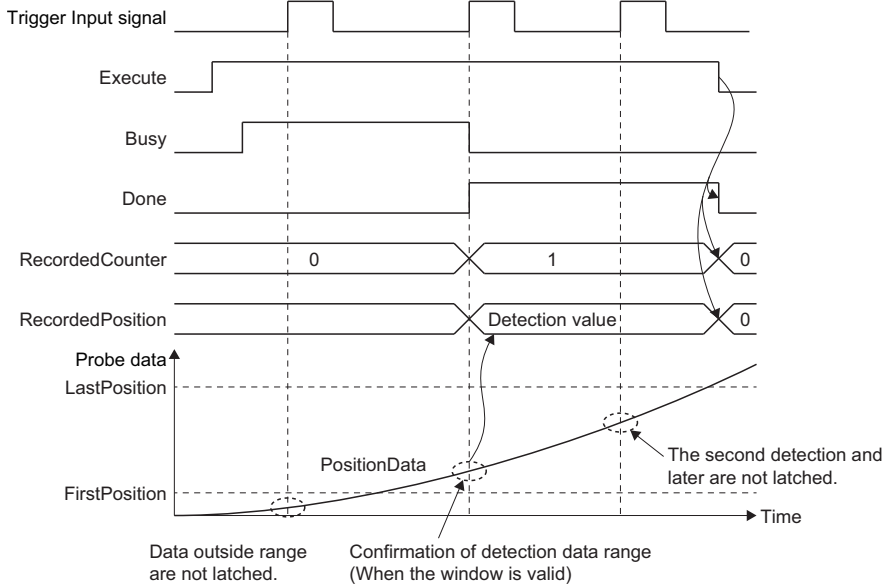 Trigger Input signal
Execute
Busy
Done
RecordedCounter
0
1
0
RecordedPosition
Detection value
0
Probe data
LastPosition
PositionData
The second detection and
later are not latched.
FirstPosition
Time
Data outside range
are not latched.
Confirmation of detection data range
(When the window is valid)